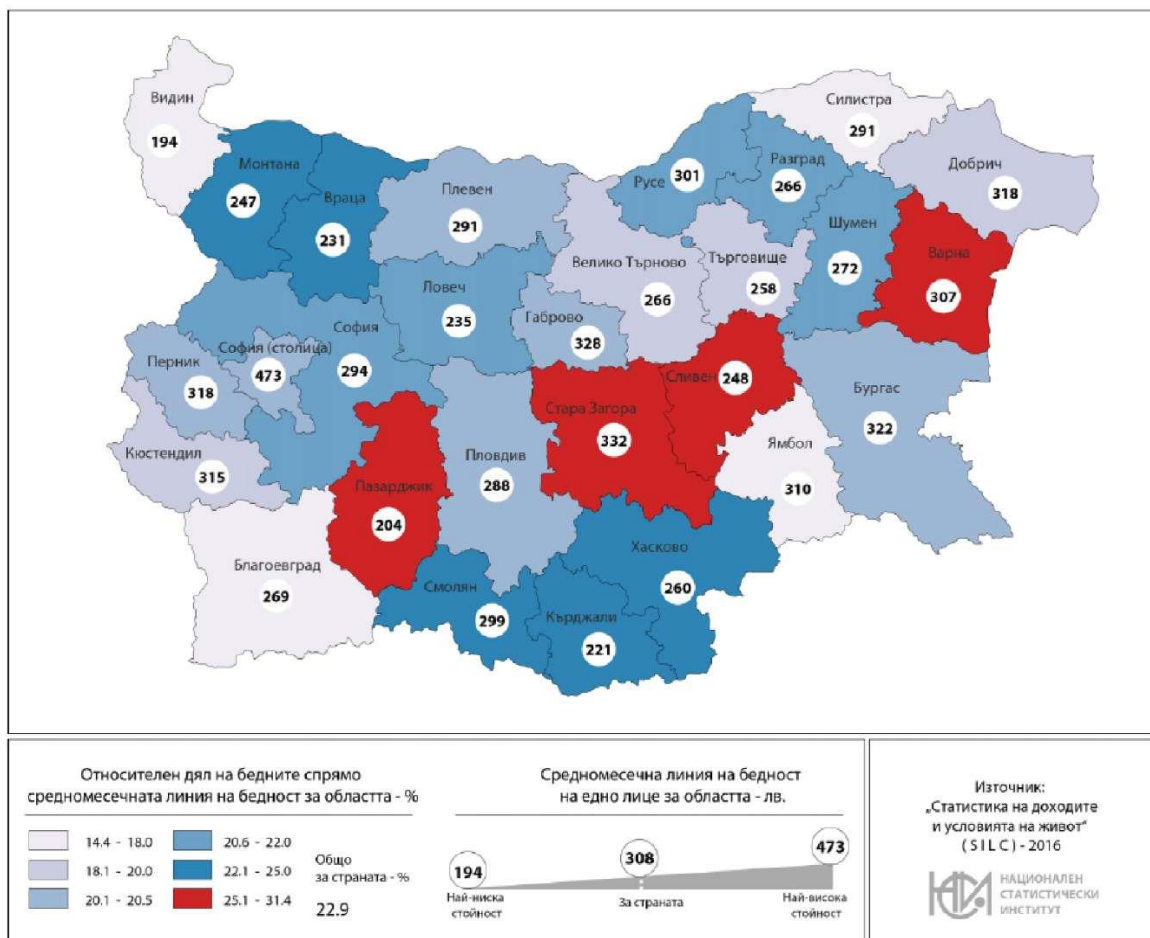 Видин
194
Монтана
247
Враца
231
Плевен
291
Ловеч
235
Велико Търново
266
Габрово
328
Русе
301
Разград
266
Силистра
291
Добрич
318
Шумен
272
Търговище
258
Варна
307
София
294
София (столица)
473
Перник
318
Кюстендил
315
Благоевград
269
Пазарджик
204
Пловдив
288
Стара Загора
332
Сливен
248
Ямбол
310
Бургас
322
Хасково
260
Смолян
299
Кърджали
221
Относителен дял на бедните спрямо
средномесечната линия на бедност за областта - %
14.4 - 18.0
18.1 - 20.0
20.1 - 20.5
20.6 - 22.0
22.1 - 25.0
25.1 - 31.4
Общо
за страната - %
22.9
Средномесечна линия на бедност
на едно лице за областта - лв.
194
308
473
Най-ниска
стойност
За страната
Най-висока
стойност
Източник:
„Статистика на доходите
и условията на живот“
( S I L C ) - 2016
НСИ
НАЦИОНАЛЕН
СТАТИСТИЧЕСКИ
ИНСТИТУТ